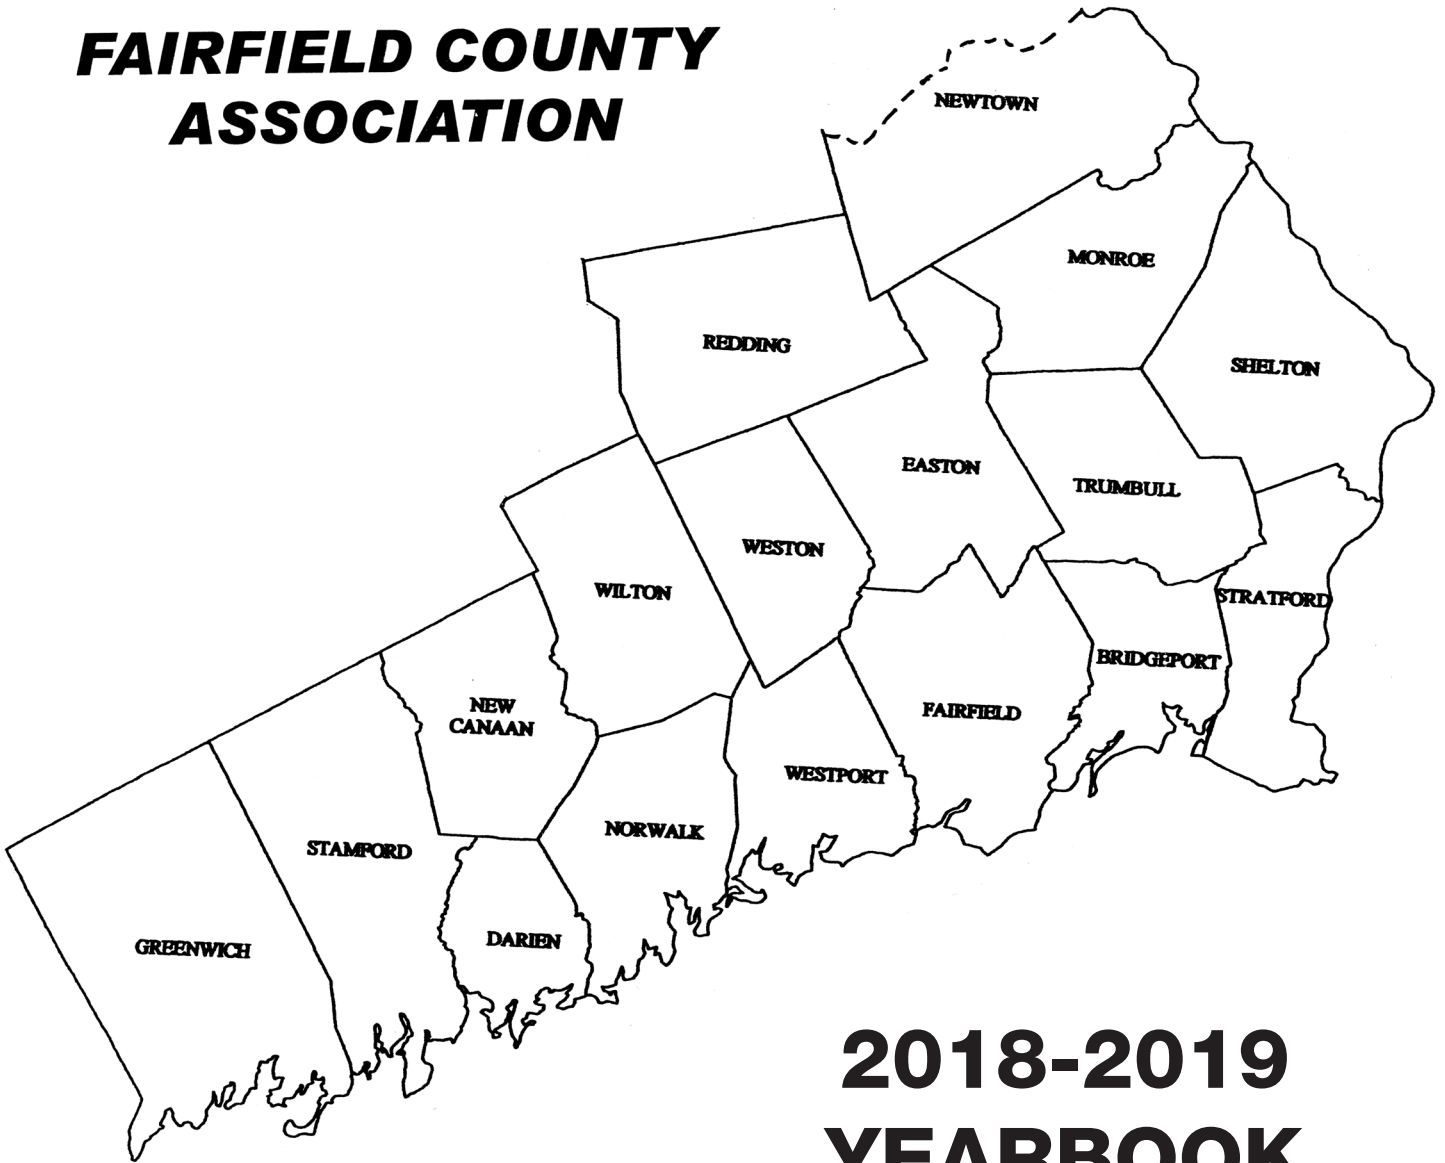 FAIRFIELD COUNTY
ASSOCIATION
NEWTOWN
MONROE
REDDING
SHELTON
EASTON
TRUMBULL
WESTON
WILTON
STRATFORD
BRIDGEPORT
NEW
CANAAN
FAIRFIELD
WESTPORT
NORWALK
STAMFORD
DARIEN
GREENWICH
2018-2019
YEARBOOK